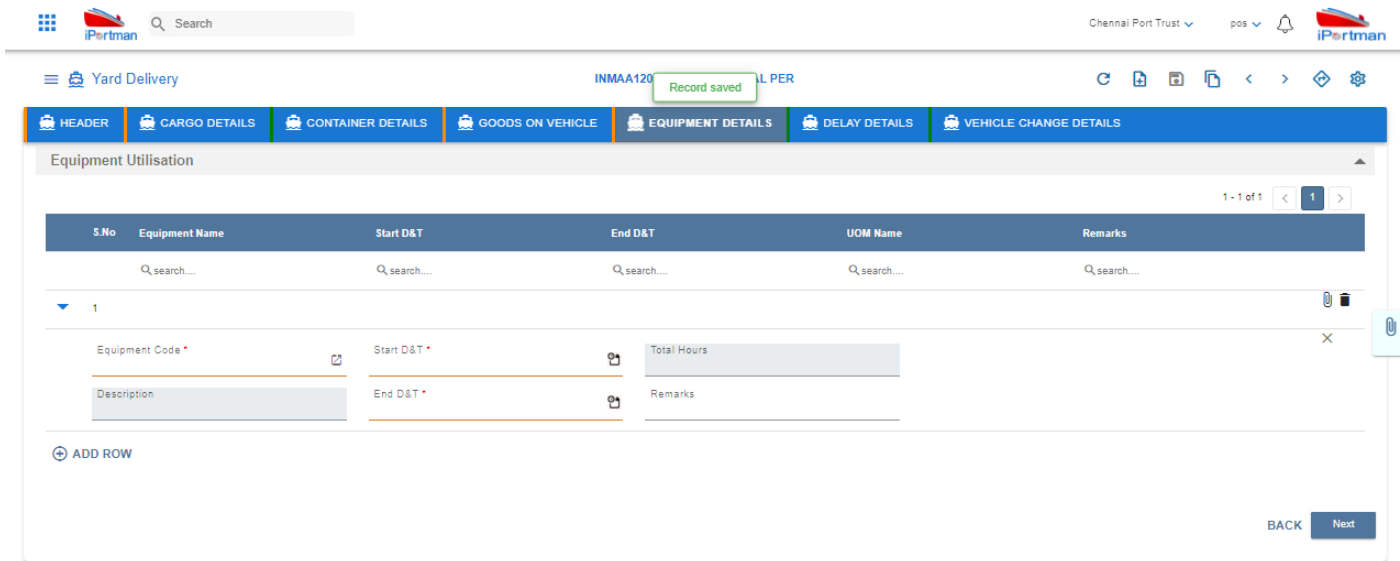 iPortman
Search
Chennai Port Trust
pos
iPortman
Yard Delivery
INMAA120
AL PER
Record saved
HEADER
CARGO DETAILS
CONTAINER DETAILS
GOODS ON VEHICLE
EQUIPMENT DETAILS
DELAY DETAILS
VEHICLE CHANGE DETAILS
Equipment Utilisation
1 - 1 of 1 < 1 >
S.No Equipment Name Start D&T End D&T UOM Name Remarks
search.... search.... search.... search.... search....
1
Equipment Code * Start D&T * Total Hours
Description End D&T * Remarks
ADD ROW
BACK Next